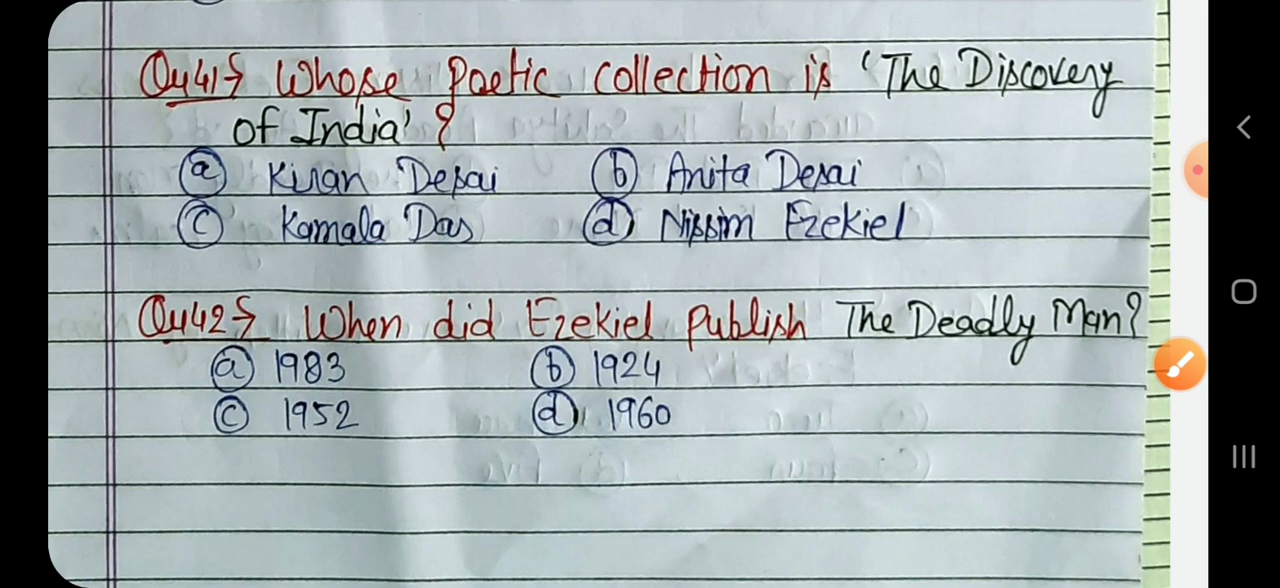 Qu41→ Whose Poetic collection is 'The Discovery
of India'?
(a) Kiran Desai (b) Anita Desai
(c) Kamala Das (d) Nissim Ezekiel
Qu42→ When did Ezekiel Publish The Deadly Man?
(a) 1983 (b) 1924
(c) 1952 (d) 1960